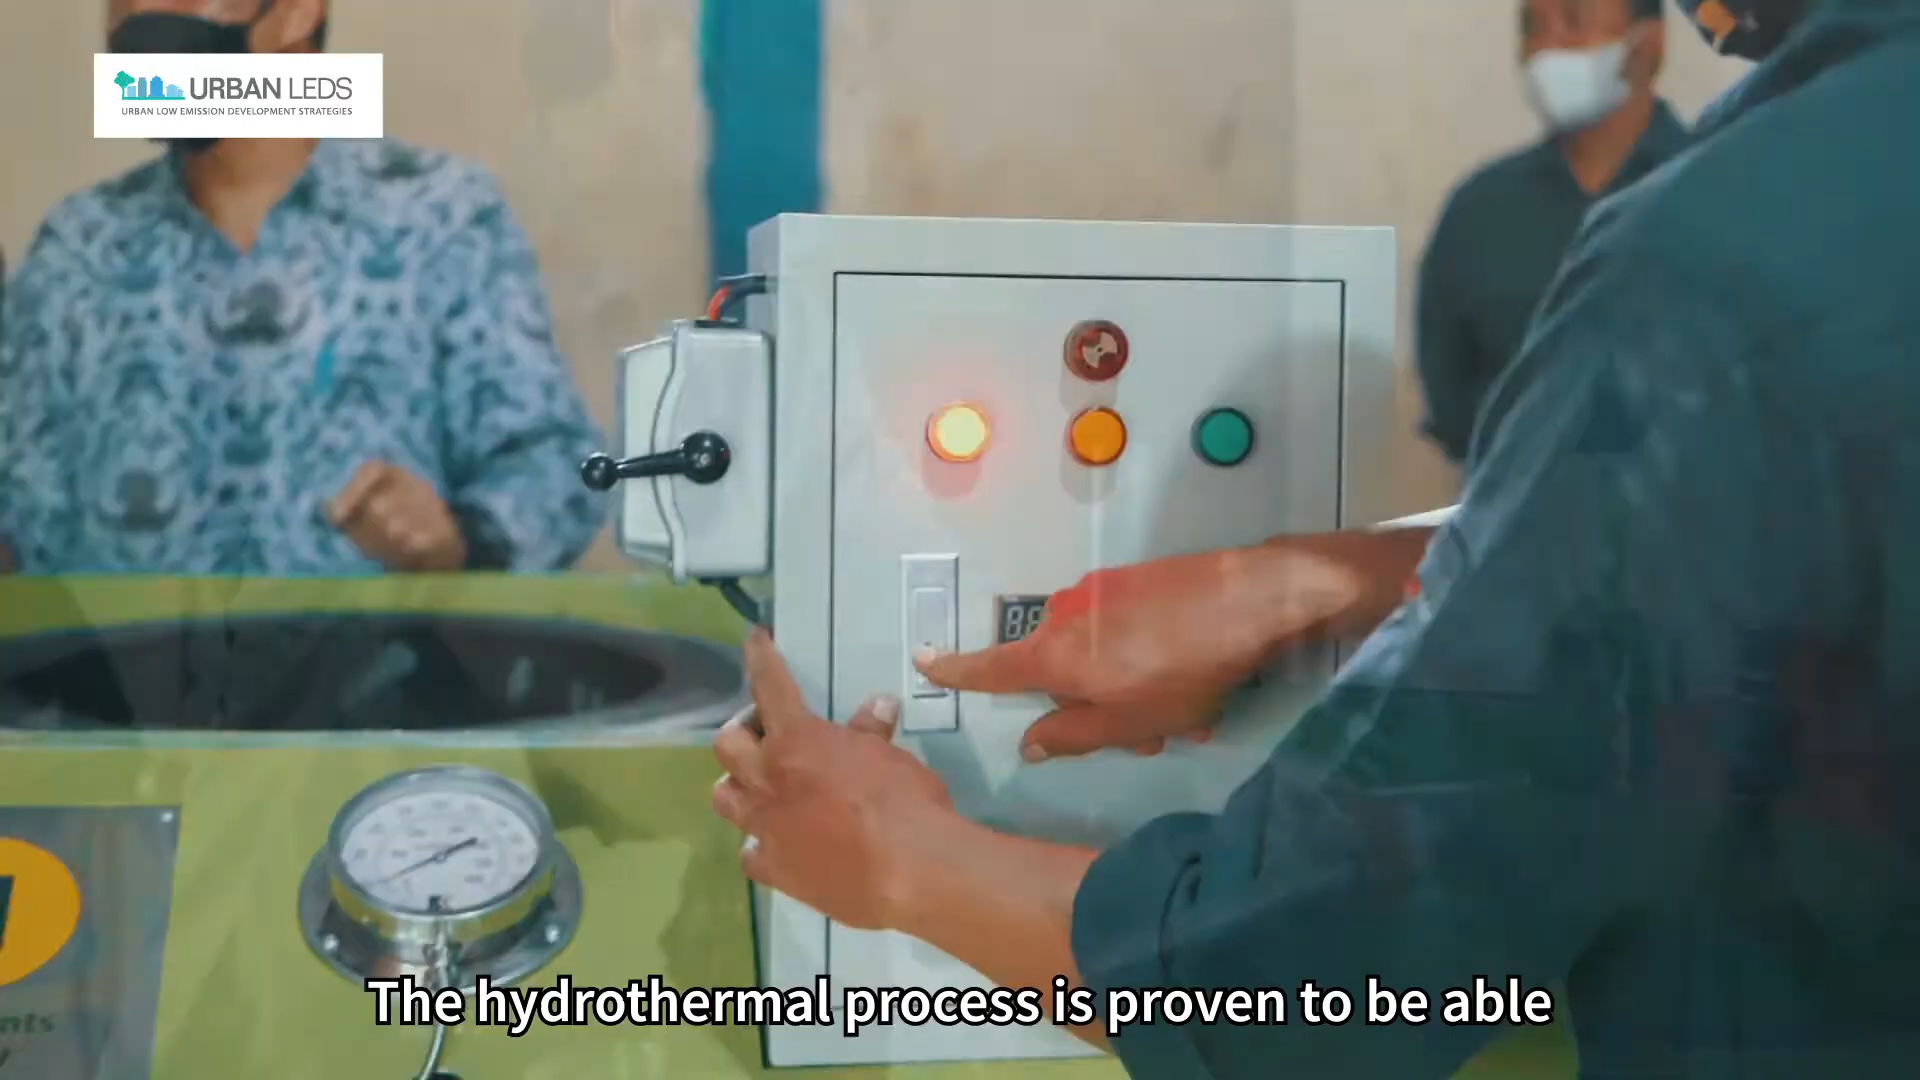 URBAN LEDS
URBAN LOW EMISSION DEVELOPMENT STRATEGIES
The hydrothermal process is proven to be able